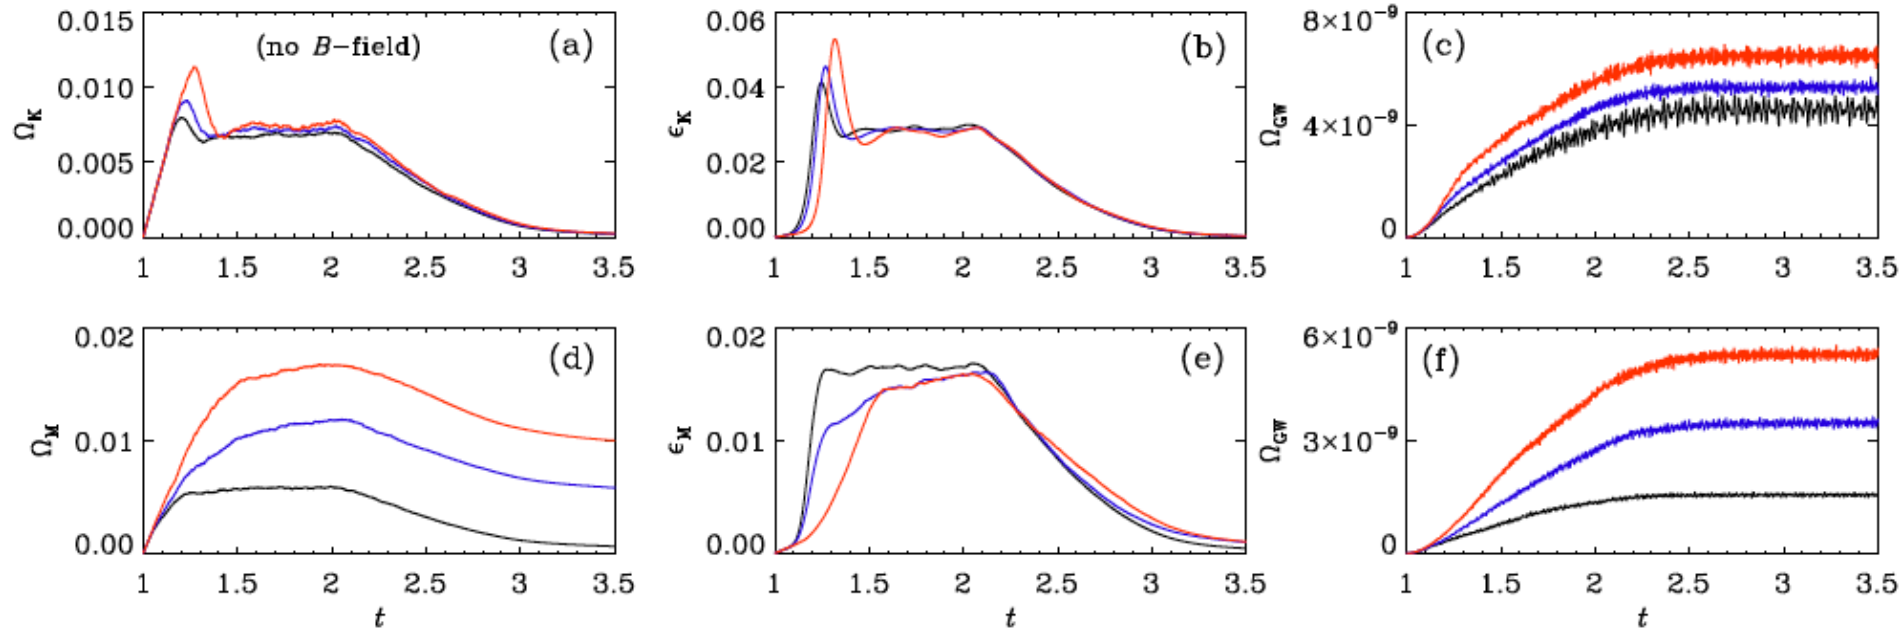 0.015
0.010
0.005
0.000
Ω_K
(no B-field)
(a)
1 1.5 2 2.5 3 3.5
0.06
0.04
0.02
0.00
ϵ_K
(b)
1 1.5 2 2.5 3 3.5
8×10⁻⁹
4×10⁻⁹
0
Ω_GW
(c)
1 1.5 2 2.5 3 3.5
0.02
0.01
0.00
Ω_M
(d)
1 1.5 2 2.5 3 3.5
t
0.02
0.01
0.00
ϵ_M
(e)
1 1.5 2 2.5 3 3.5
t
6×10⁻⁹
3×10⁻⁹
0
Ω_GW
(f)
1 1.5 2 2.5 3 3.5
t